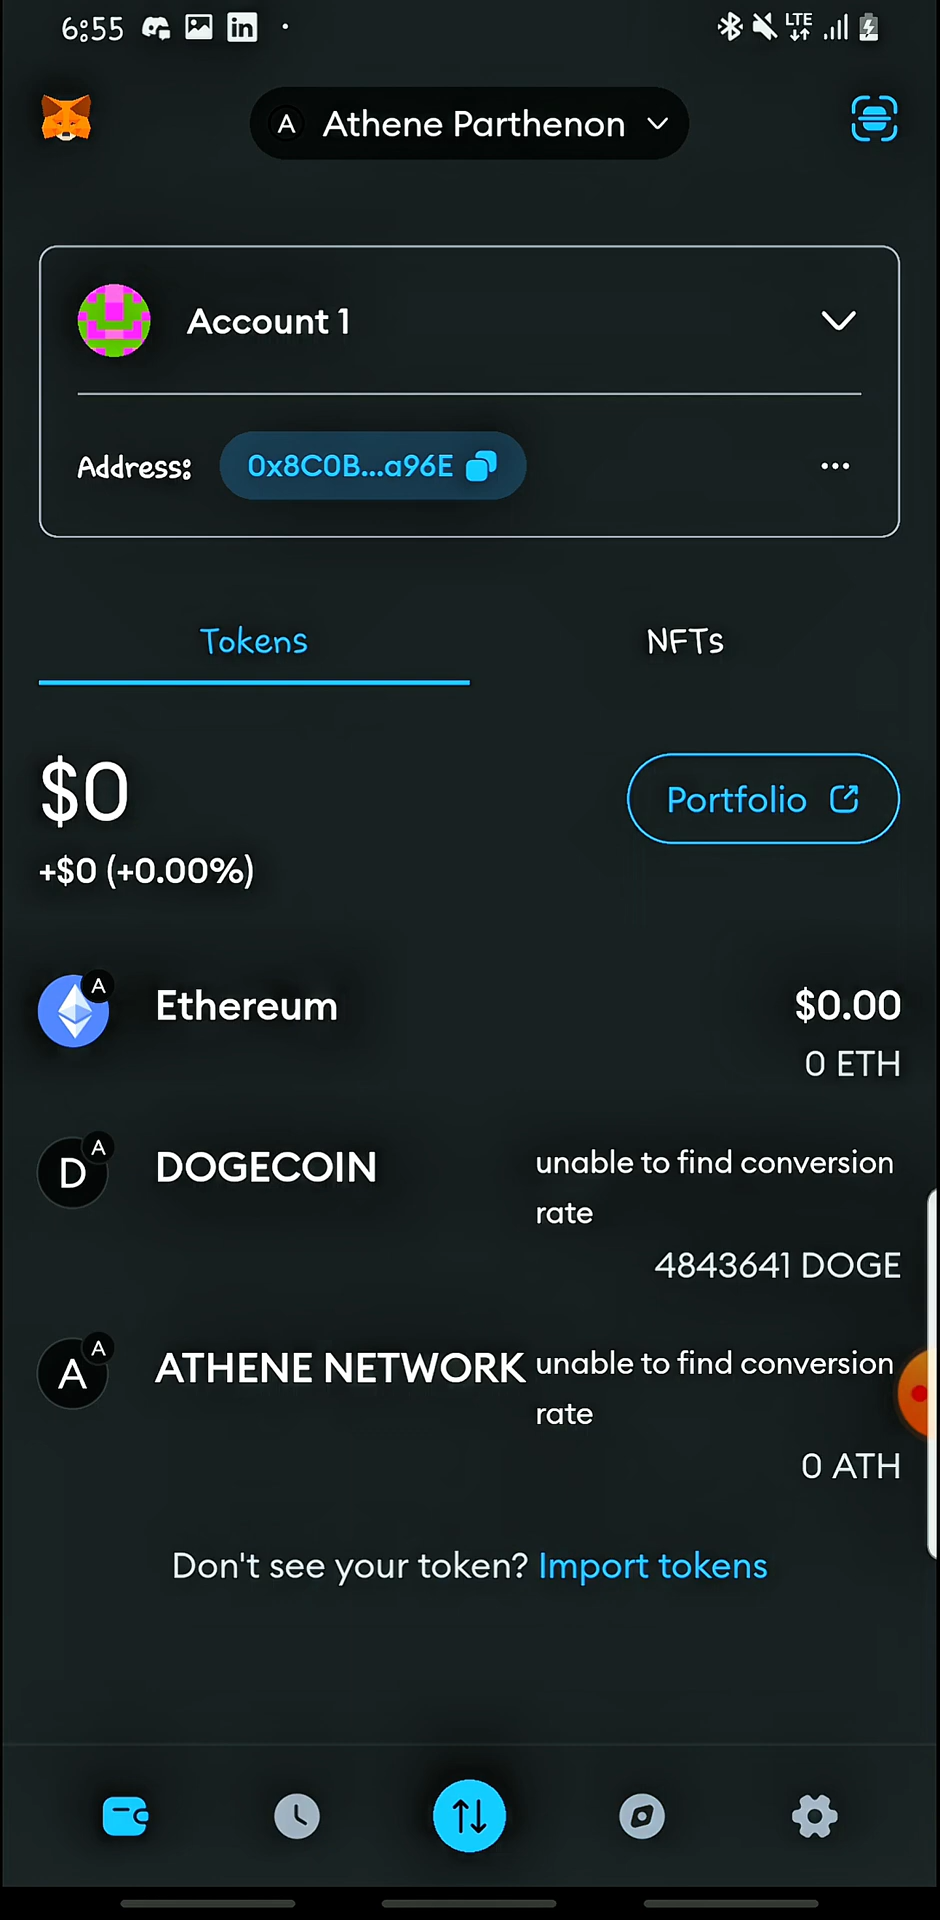 6:55
LTE
A Athene Parthenon
Account 1
Address: 0x8C0B...a96E
Tokens NFTs
$0
Portfolio
+$0 (+0.00%)
A
Ethereum $0.00
0 ETH
A
D DOGECOIN unable to find conversion
rate
4843641 DOGE
A
A ATHENE NETWORK unable to find conversion
rate
0 ATH
Don't see your token? Import tokens